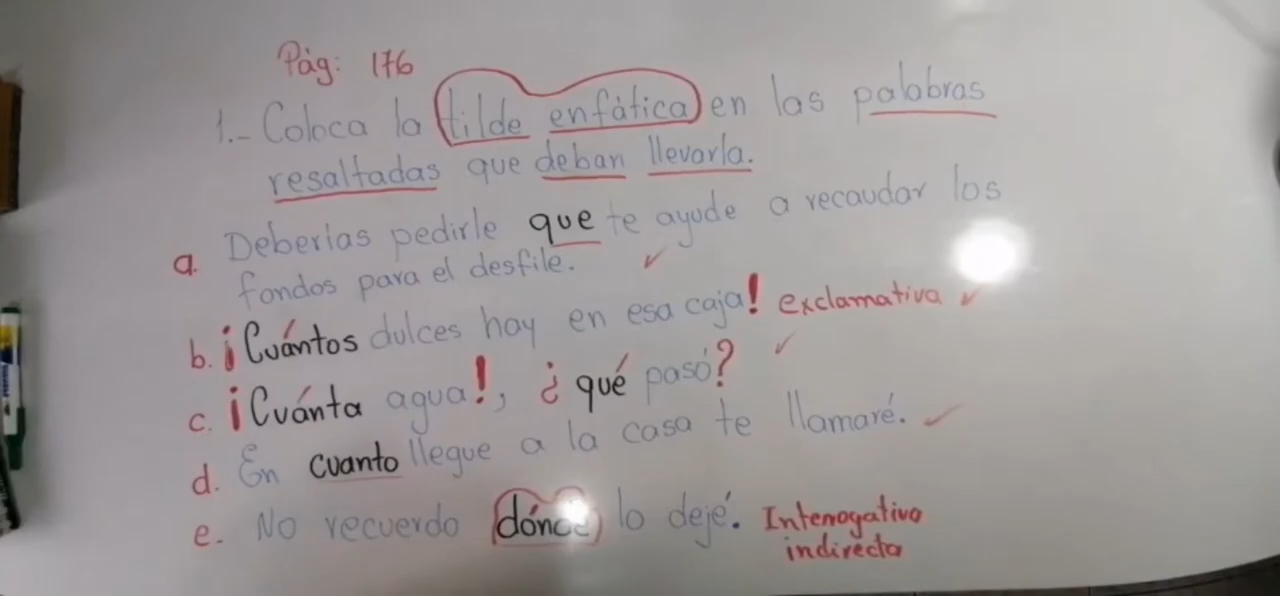 Pág: 176
1.- Coloca la tilde enfática en las palabras
resaltadas que deban llevarla.
a. Deberías pedirle que te ayude a recaudar los
fondos para el desfile.
b. ¡Cuántos dulces hay en esa caja! exclamativa
c. ¡Cuánta agua!, ¿qué pasó?
d. En cuanto llegue a la casa te llamaré.
e. No recuerdo dónde lo dejé. Interrogativo
indirecta